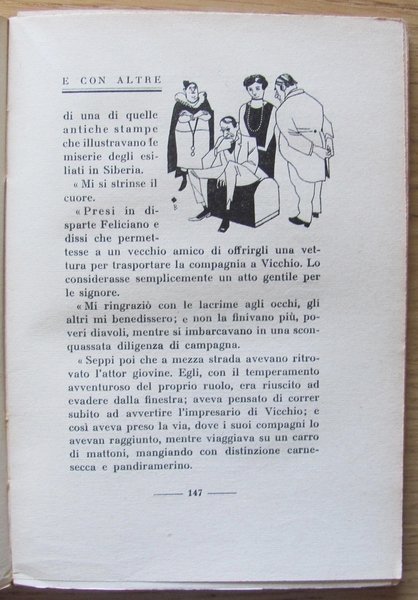 E CON ALTRE
di una di quelle
antiche stampe
che illustravano le
miserie degli esi-
liati in Siberia.
« Mi si strinse il
cuore.
« Presi in di-
sparte Feliciano e
dissi che permet-
tesse a un vecchio amico di offrirgli una vet-
tura per trasportare la compagnia a Vicchio. Lo
considerasse semplicemente un atto gentile per
le signore.
« Mi ringraziò con le lacrime agli occhi, gli
altri mi benedissero; e non la finivano più, po-
veri diavoli, mentre si imbarcavano in una scon-
quassata diligenza di campagna.
« Seppi poi che a mezza strada avevano ritro-
vato l'attor giovine. Egli, con il temperamento
avventuroso del proprio ruolo, era riuscito ad
evadere dalla finestra; aveva pensato di correr
subito ad avvertire l'impresario di Vicchio; e
così aveva preso la via, dove i suoi compagni lo
avevan raggiunto, mentre viaggiava su un carro
di mattoni, mangiando con distinzione carne-
secca e pandiramerino.
147